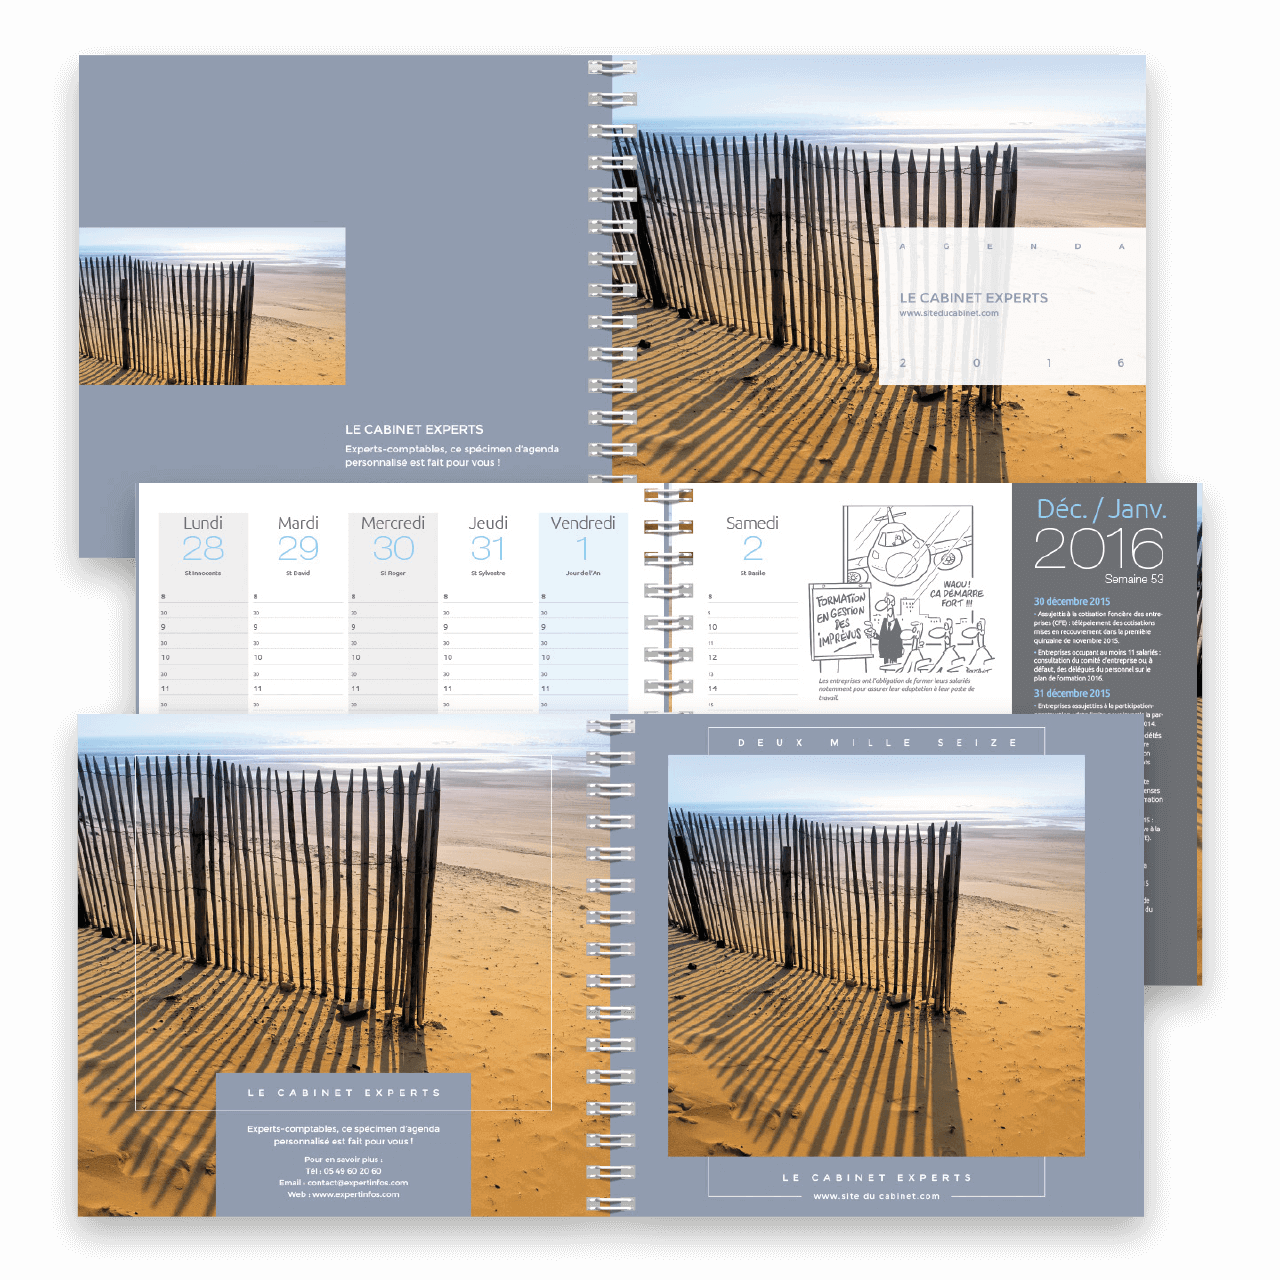 A G E N D A
LE CABINET EXPERTS
www.siteducabinet.com
2 0 1 6
LE CABINET EXPERTS
Experts-comptables, ce spécimen d'agenda
personnalisé est fait pour vous !
Lundi
28
St Innocents
Mardi
29
St David
Mercredi
30
St Roger
Jeudi
31
St Sylvestre
Vendredi
1
Jour de l'An
Samedi
2
St Basile
8 8 8 8 8 8
30 30 30 30 30 9
9 9 9 9 9 10
30 30 30 30 30
10 10 10 10 10 12
30 30 30 30 30
11 11 11 11 11 14
30 30 30 30 30 15
WAOU !
CA DÉMARRE
FORT !!!
FORMATION
EN GESTION
DES
IMPRÉVUS
Les entreprises ont l'obligation de former leurs salariés
notamment pour assurer leur adaptation à leur poste de
travail.
Déc. / Janv.
2016
Semaine 53
30 décembre 2015
- Assujettis à la cotisation foncière des entre-
prises (CFE) : télépaiement des cotisations
mises en recouvrement dans la première
quinzaine de novembre 2015.
- Entreprises occupant au moins 11 salariés :
consultation du comité d'entreprise ou, à
défaut, des délégués du personnel sur le
plan de formation 2016.
31 décembre 2015
- Entreprises assujetties à la participation-
D E U X M I L L E S E I Z E
LE CABINET EXPERTS
www.site du cabinet.com
LE CABINET EXPERTS
Experts-comptables, ce spécimen d'agenda
personnalisé est fait pour vous !
Pour en savoir plus :
Tél : 05 49 60 20 60
Email - contact@expertinfos.com
Web : www.expertinfos.com